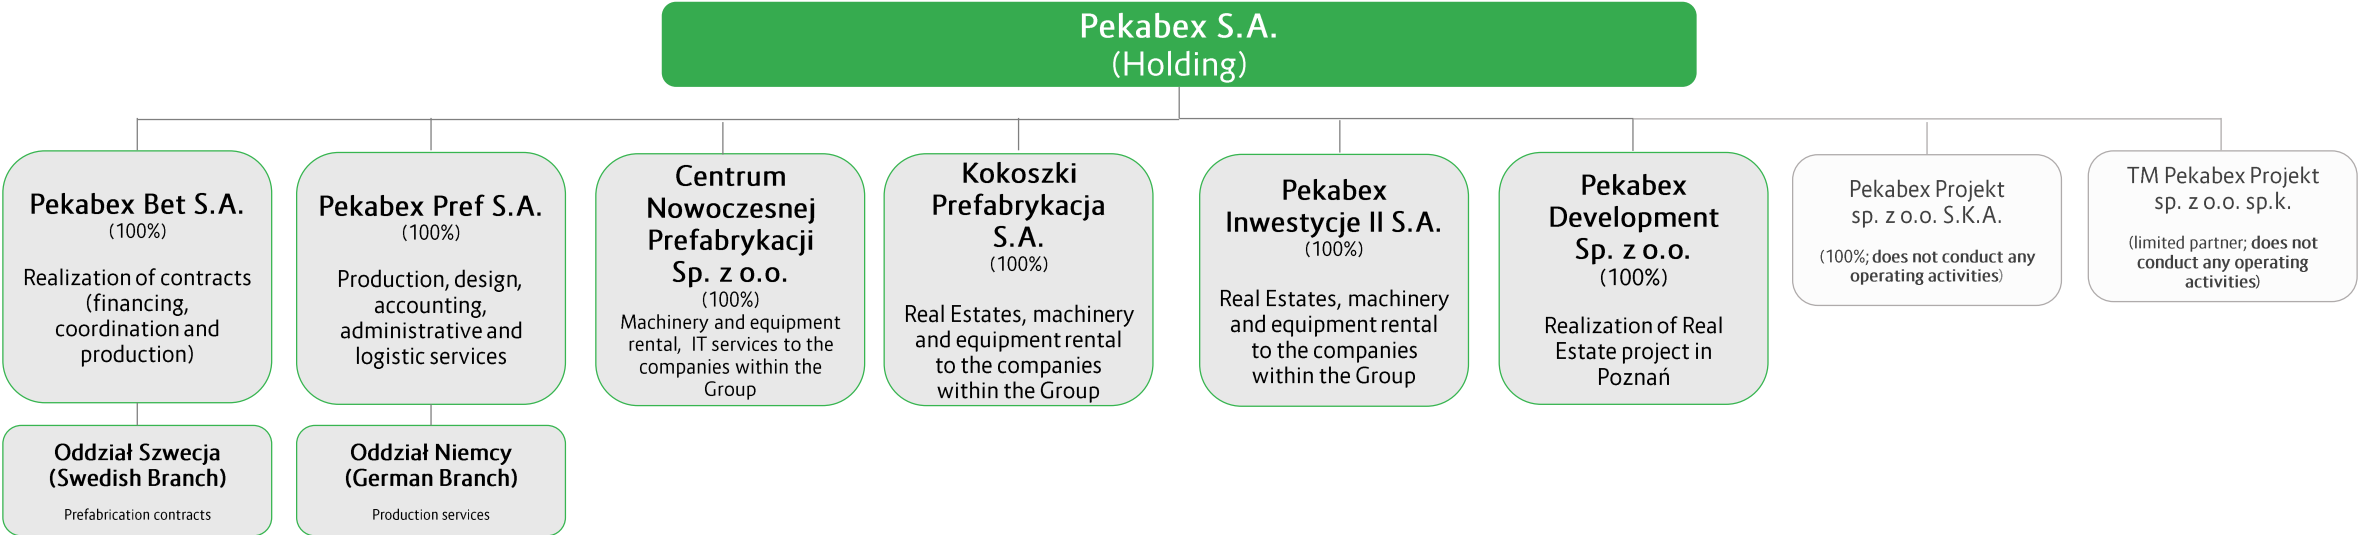 Pekabex S.A.
(Holding)
Pekabex Bet S.A.
(100%)
Realization of contracts
(financing,
coordination and
production)
Pekabex Pref S.A.
(100%)
Production, design,
accounting,
administrative and
logistic services
Centrum
Nowoczesnej
Prefabrykacji
Sp. z o.o.
(100%)
Machinery and equipment
rental, IT services to the
companies within the
Group
Kokoszki
Prefabrykacja
S.A.
(100%)
Real Estates, machinery
and equipment rental
to the companies
within the Group
Pekabex
Inwestycje II S.A.
(100%)
Real Estates, machinery
and equipment rental
to the companies
within the Group
Pekabex
Development
Sp. z o.o.
(100%)
Realization of Real
Estate project in
Poznań
Pekabex Projekt
sp. z o.o. S.K.A.
(100%; does not conduct any
operating activities)
TM Pekabex Projekt
sp. z o.o. sp.k.
(limited partner; does not
conduct any operating
activities)
Oddział Szwecja
(Swedish Branch)
Prefabrication contracts
Oddział Niemcy
(German Branch)
Production services